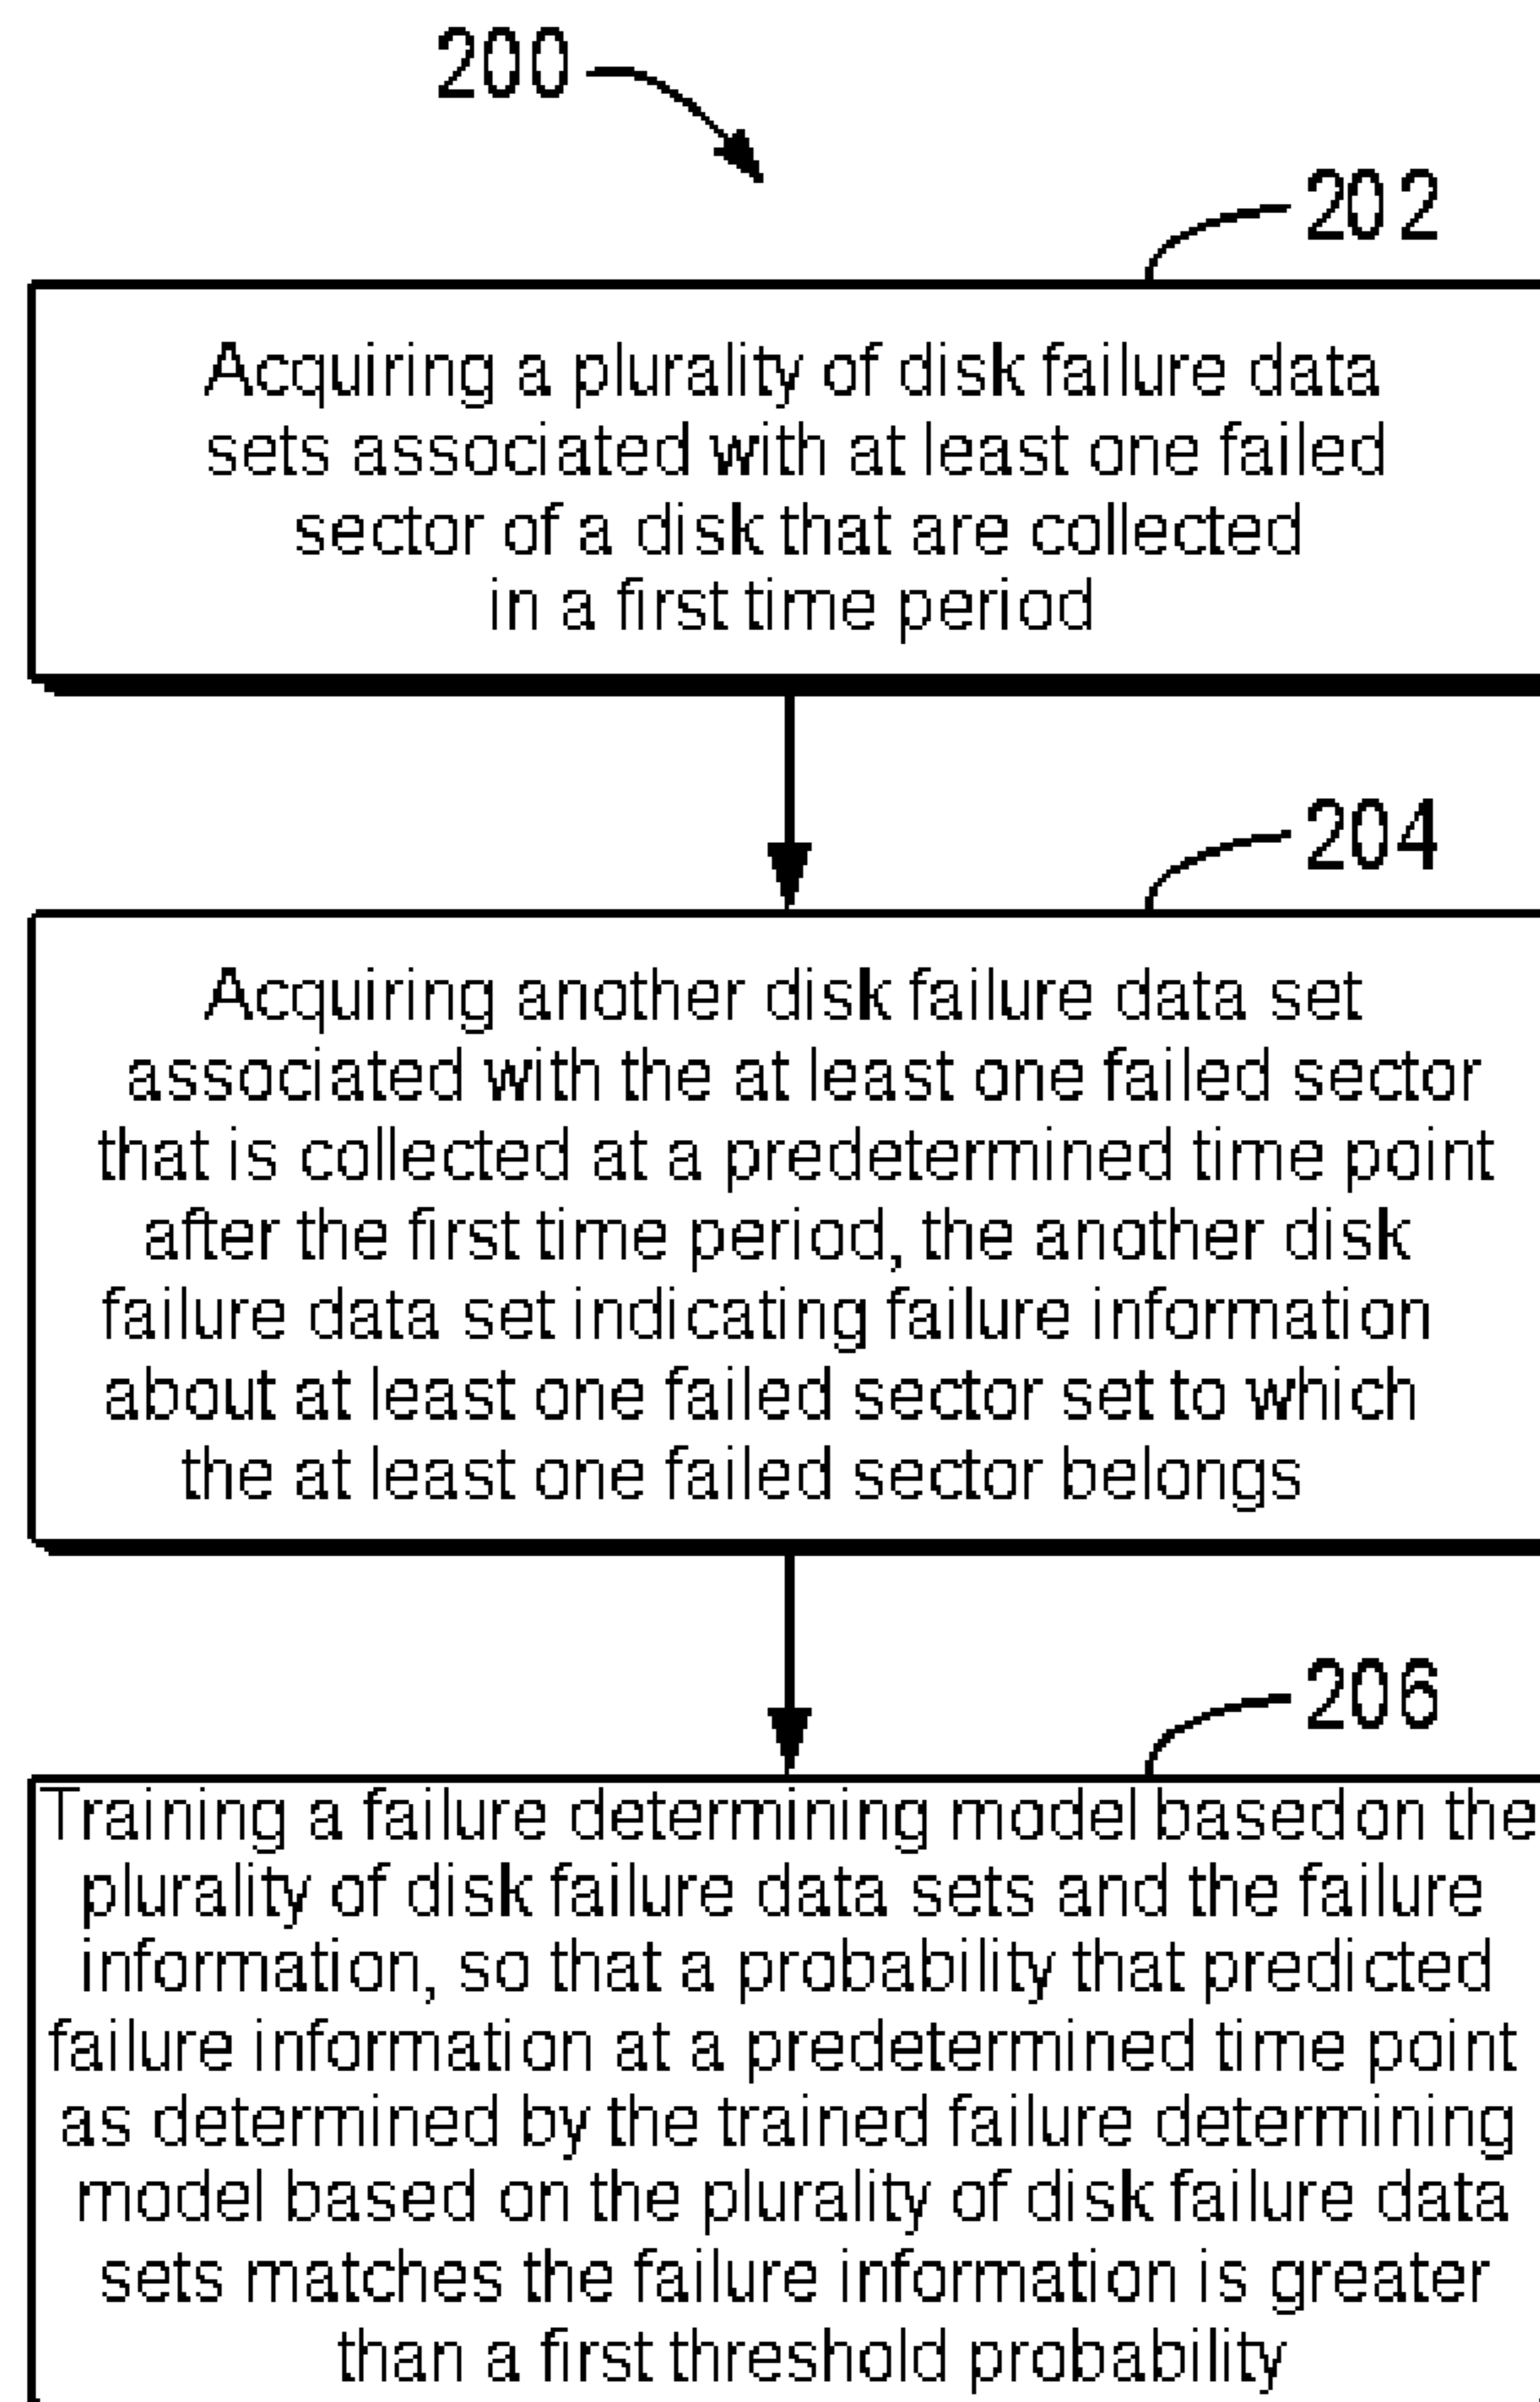 200
202
Acquiring a plurality of disk failure data
sets associated with at least one failed
sector of a disk that are collected
in a first time period
204
Acquiring another disk failure data set
associated with the at least one failed sector
that is collected at a predetermined time point
after the first time period, the another disk
failure data set indicating failure information
about at least one failed sector set to which
the at least one failed sector belongs
206
Training a failure determining model based on the
plurality of disk failure data sets and the failure
information, so that a probability that predicted
failure information at a predetermined time point
as determined by the trained failure determining
model based on the plurality of disk failure data
sets matches the failure information is greater
than a first threshold probability